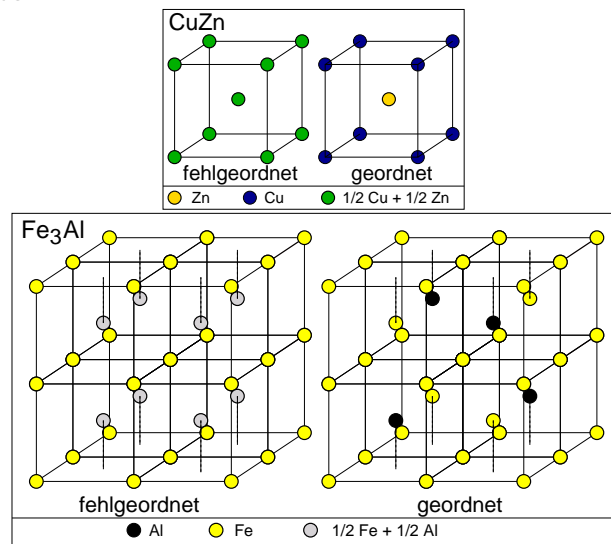 CuZn
fehlgeordnet geordnet
Zn Cu 1/2 Cu + 1/2 Zn
Fe₃Al
fehlgeordnet geordnet
Al Fe 1/2 Fe + 1/2 Al